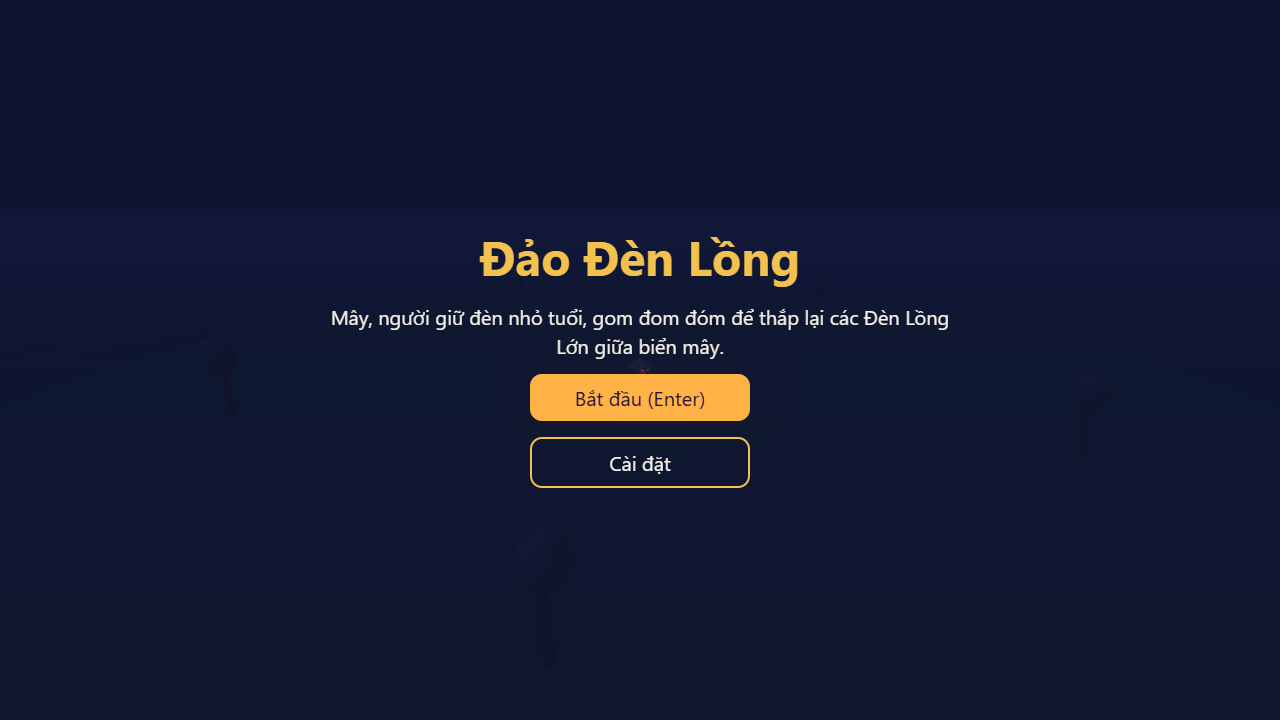 Đảo Đèn Lồng
Mây, người giữ đèn nhỏ tuổi, gom đom đóm để thắp lại các Đèn Lồng
Lớn giữa biển mây.
Bắt đầu (Enter)
Cài đặt